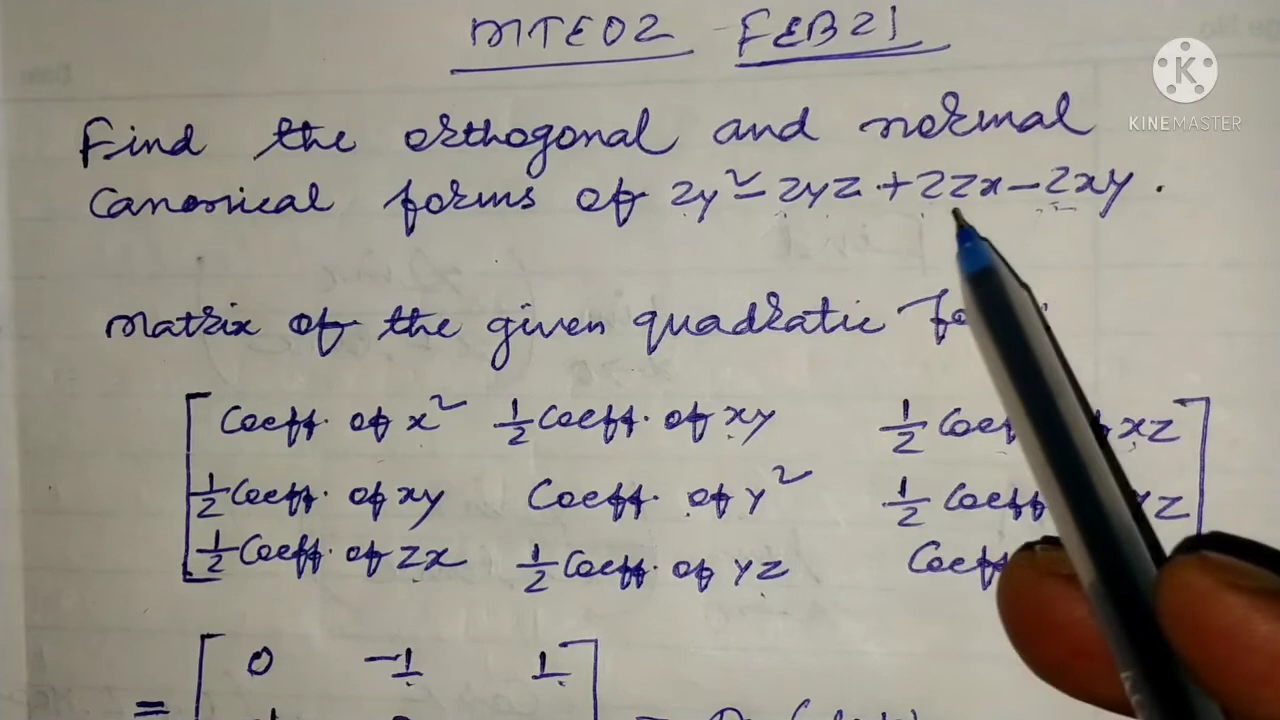 MTE02 FEB21
KINEMASTER
Find the orthogonal and normal
Canonical forms of 2y² - 2yz + 2zx - 2xy .
matrix of the given quadratic
Coeff. of x² 1/2 Coeff. of xy 1/2 xz
1/2 Coeff. of xy Coeff. of y² 1/2 Coeff
1/2 Coeff. of zx 1/2 Coeff. of yz Coeff
= [ 0 -1 1 ]